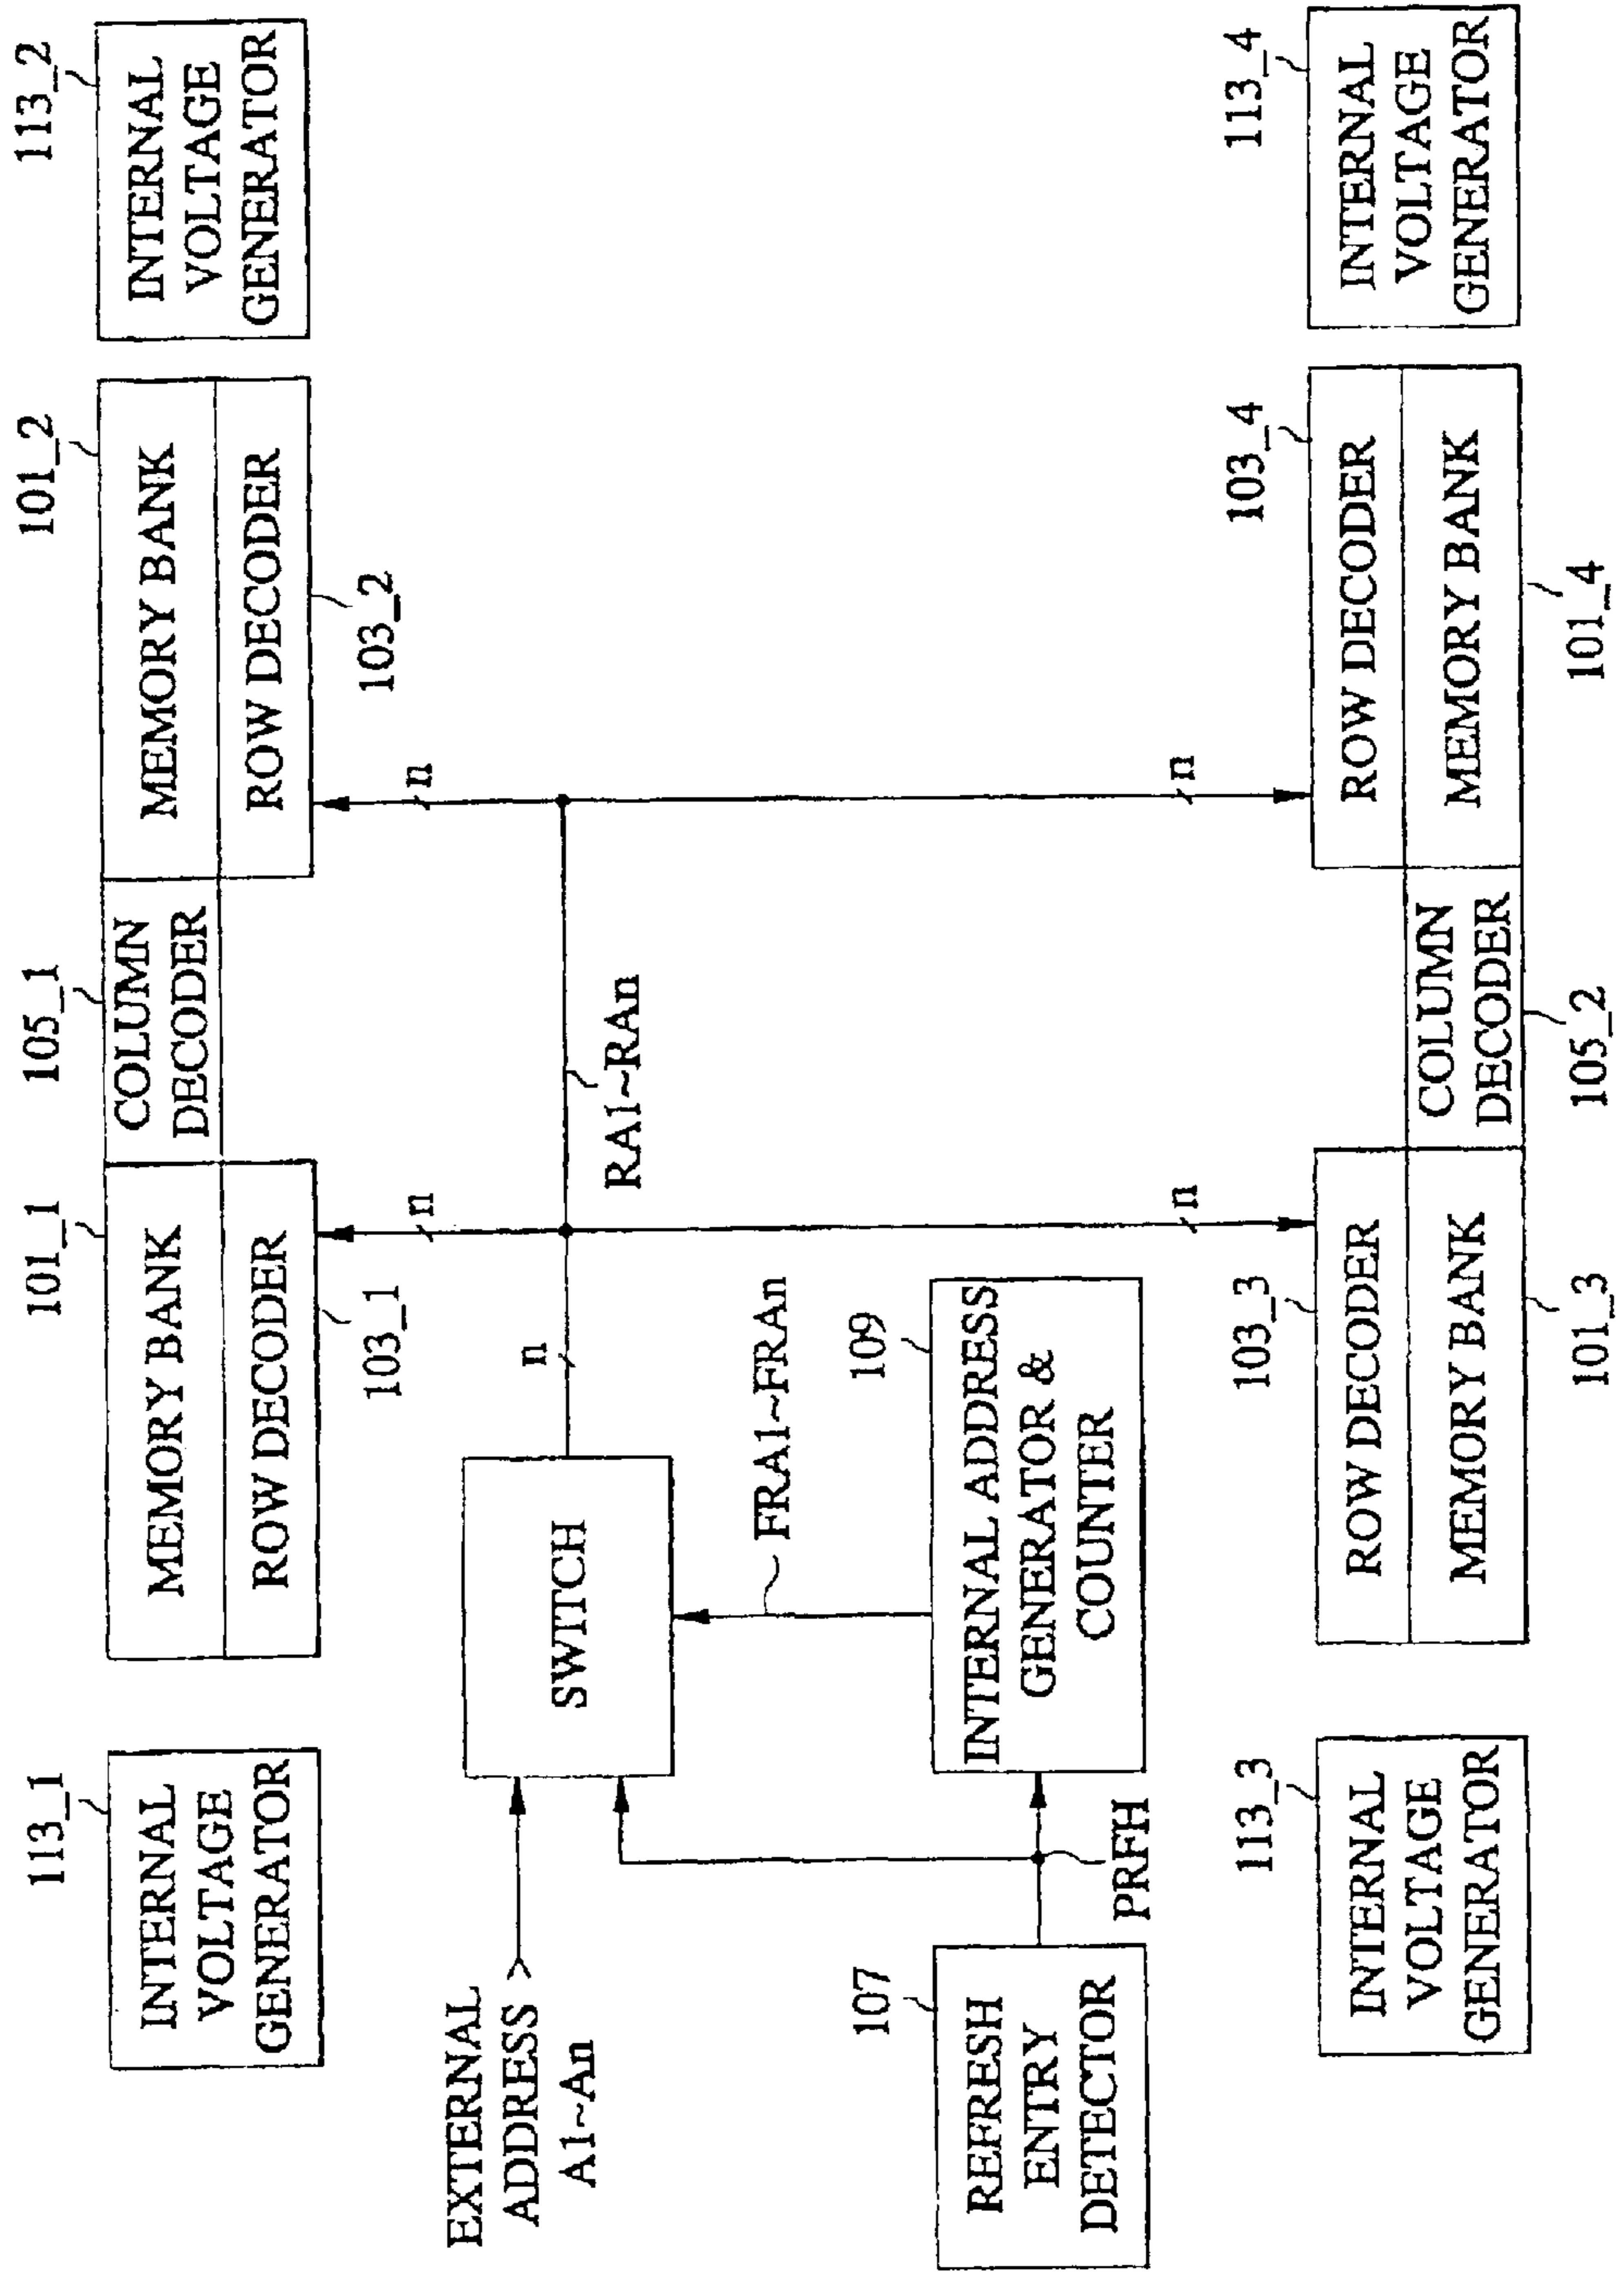 113_1
INTERNAL
VOLTAGE
GENERATOR
101_1
MEMORY BANK
ROW DECODER
103_1
105_1
COLUMN
DECODER
101_2
MEMORY BANK
ROW DECODER
103_2
113_2
INTERNAL
VOLTAGE
GENERATOR
EXTERNAL
ADDRESS
A1~An
SWITCH
n
n
n
RA1~RAn
FRA1~FRAn
107
REFRESH
ENTRY
DETECTOR
PRFH
109
INTERNAL ADDRESS
GENERATOR &
COUNTER
n
n
113_3
INTERNAL
VOLTAGE
GENERATOR
103_3
ROW DECODER
MEMORY BANK
101_3
COLUMN
DECODER
105_2
103_4
ROW DECODER
MEMORY BANK
101_4
113_4
INTERNAL
VOLTAGE
GENERATOR